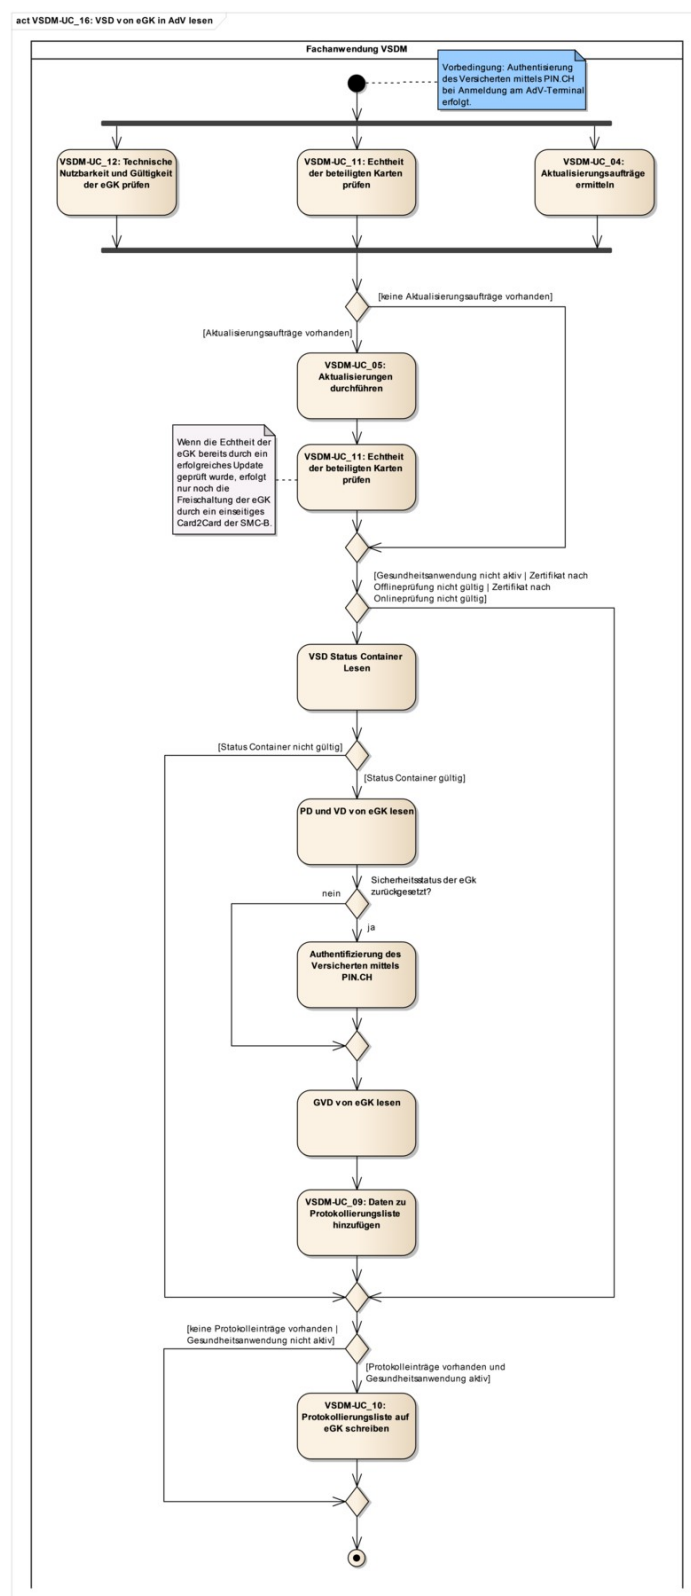 act VSDM-UC_16: VSD von eGK in AdV lesen
Fachanwendung VSDM
Vorbedingung: Authentisierung
des Versicherten mittels PIN.CH
bei Anmeldung am AdV-Terminal
erfolgt.
VSDM-UC_12: Technische
Nutzbarkeit und Gültigkeit
der eGK prüfen
VSDM-UC_11: Echtheit
der beteiligten Karten
prüfen
VSDM-UC_04:
Aktualisierungsaufträge
ermitteln
[keine Aktualisierungsaufträge vorhanden]
[Aktualisierungsaufträge vorhanden]
VSDM-UC_05:
Aktualisierungen
durchführen
Wenn die Echtheit der
eGK bereits durch ein
erfolgreiches Update
geprüft wurde, erfolgt
nur noch die
Freischaltung der eGK
durch ein einseitiges
Card2Card der SMC-B.
VSDM-UC_11: Echtheit
der beteiligten Karten
prüfen
[Gesundheitsanwendung nicht aktiv | Zertifikat nach
Offlineprüfung nicht gültig | Zertifikat nach
Onlineprüfung nicht gültig]
VSD Status Container
Lesen
[Status Container nicht gültig]
[Status Container gültig]
PD und VD von eGK lesen
Sicherheitsstatus der eGk
zurückgesetzt?
nein
ja
Authentifizierung des
Versicherten mittels
PIN.CH
GVD von eGK lesen
VSDM-UC_09: Daten zu
Protokollierungsliste
hinzufügen
[keine Protokolleinträge vorhanden |
Gesundheitsanwendung nicht aktiv]
[Protokolleinträge vorhanden und
Gesundheitsanwendung aktiv]
VSDM-UC_10:
Protokollierungsliste auf
eGK schreiben